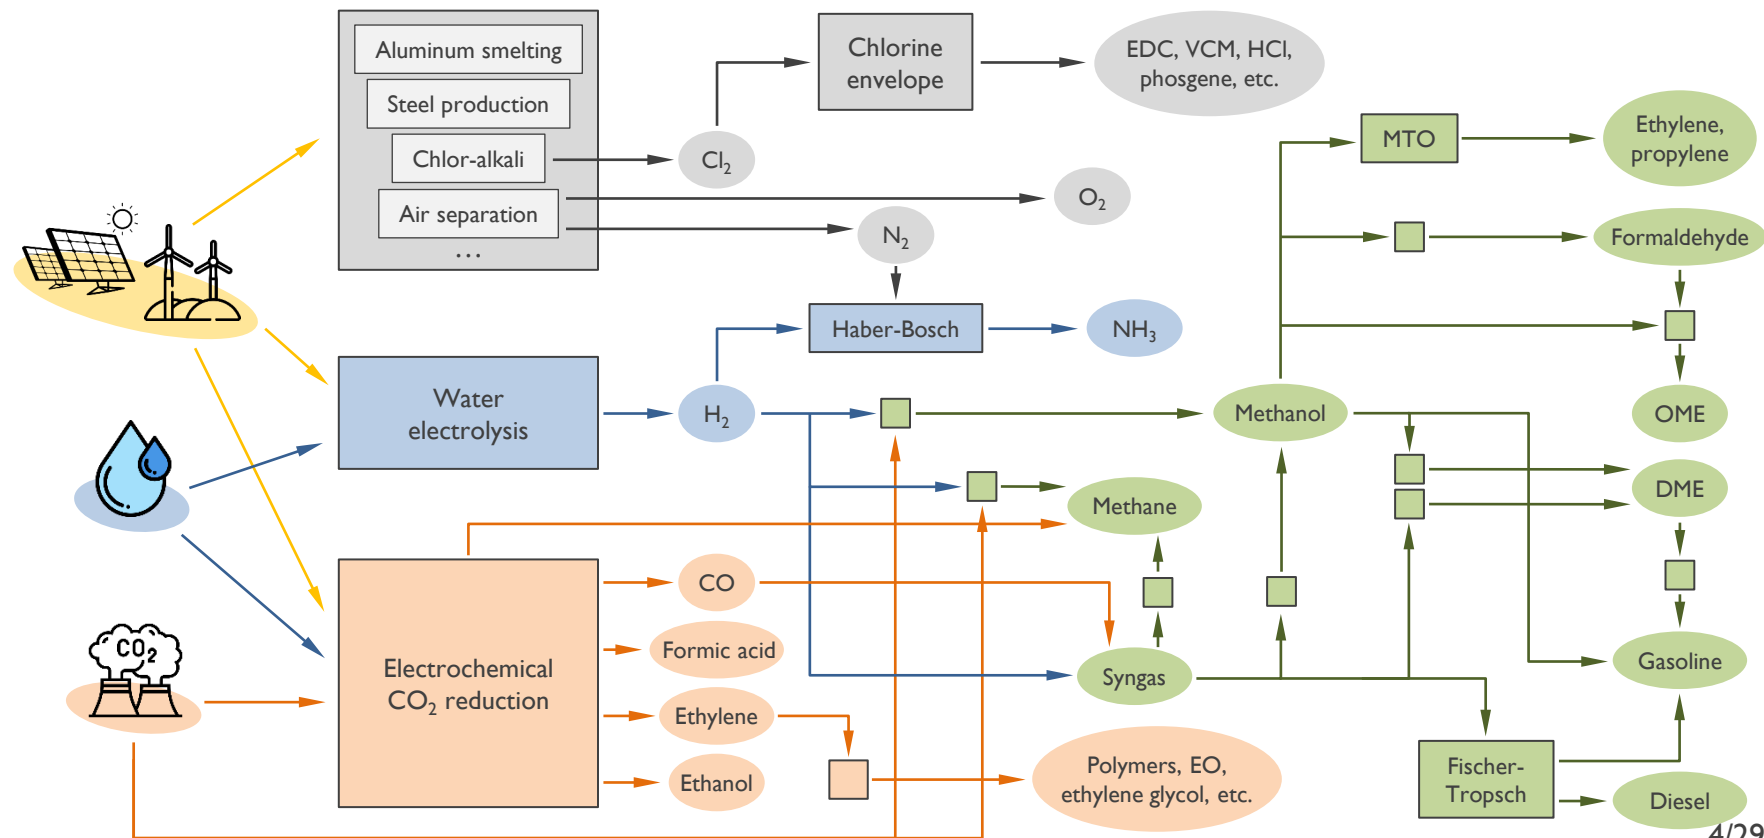 Aluminum smelting
Steel production
Chlor-alkali
Air separation
...
Cl₂
Chlorine
envelope
EDC, VCM, HCl,
phosgene, etc.
O₂
N₂
MTO
Ethylene,
propylene
Formaldehyde
Haber-Bosch
NH₃
Water
electrolysis
H₂
Methanol
OME
DME
Methane
CO₂
Electrochemical
CO₂ reduction
CO
Formic acid
Ethylene
Ethanol
Syngas
Gasoline
Polymers, EO,
ethylene glycol, etc.
Fischer-
Tropsch
Diesel
4/29